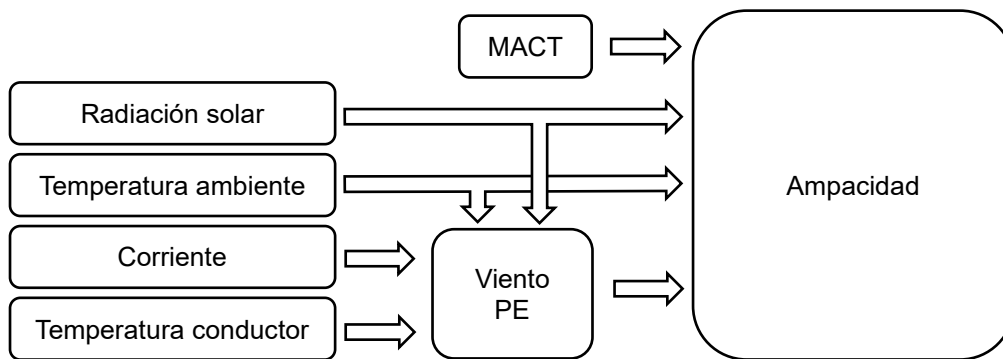 MACT
Radiación solar
Temperatura ambiente
Ampacidad
Corriente
Viento
PE
Temperatura conductor